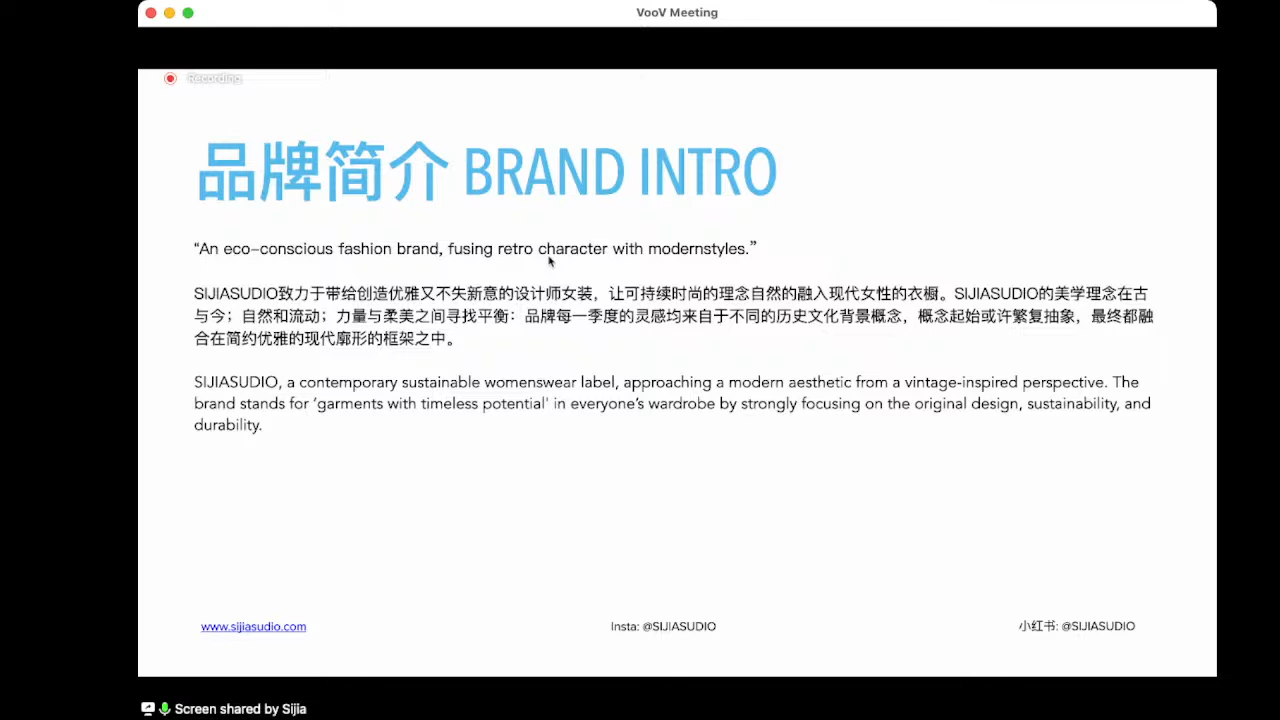 VooV Meeting
Recording
品牌简介 BRAND INTRO
“An eco-conscious fashion brand, fusing retro character with modernstyles.”
SIJIASUDIO致力于带给创造优雅又不失新意的设计师女装，让可持续时尚的理念自然的融入现代女性的衣橱。SIJIASUDIO的美学理念在古
与今；自然和流动；力量与柔美之间寻找平衡：品牌每一季度的灵感均来自于不同的历史文化背景概念，概念起始或许繁复抽象，最终都融
合在简约优雅的现代廓形的框架之中。
SIJIASUDIO, a contemporary sustainable womenswear label, approaching a modern aesthetic from a vintage-inspired perspective. The
brand stands for ‘garments with timeless potential' in everyone’s wardrobe by strongly focusing on the original design, sustainability, and
durability.
www.sijiasudio.com
Insta: @SIJIASUDIO
小红书: @SIJIASUDIO
Screen shared by Sijia